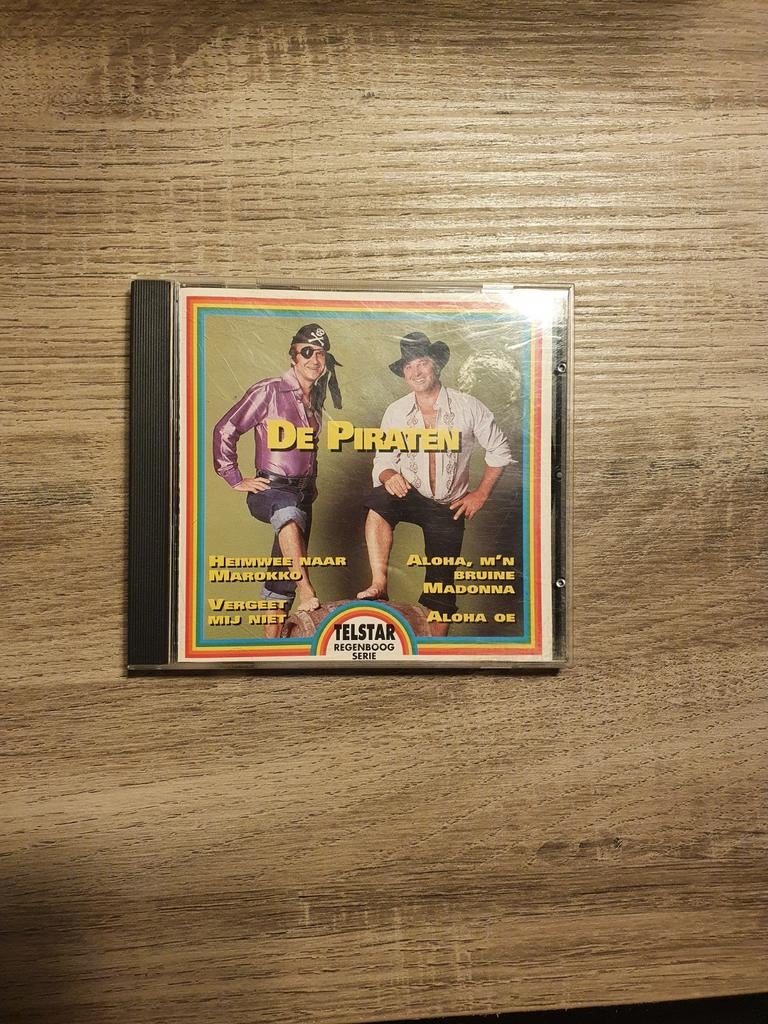 De Piraten
Heimwee naar
Marokko
Vergeet
mij niet
Aloha, m'n
bruine
Madonna
Aloha oe
TELSTAR
REGENBOOG
SERIE